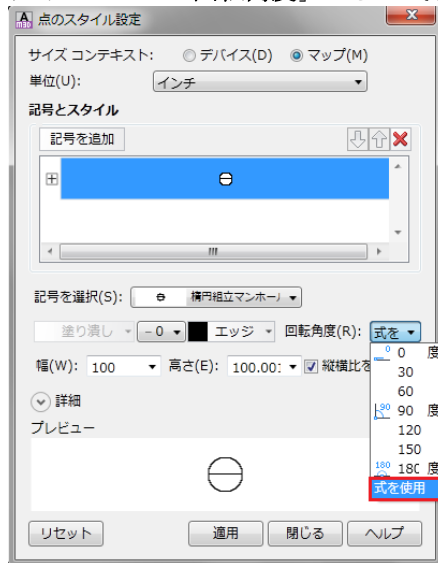 点のスタイル設定
サイズ コンテキスト: デバイス(D) マップ(M)
単位(U): インチ
記号とスタイル
記号を追加
記号を選択(S): 楕円組立マンホー
塗り潰し - 0 エッジ 回転角度(R): 式を
幅(W): 100 高さ(E): 100.00: 縦横比を
0 度
30
60
90 度
120
150
180 度
式を使用
詳細
プレビュー
リセット 適用 閉じる ヘルプ